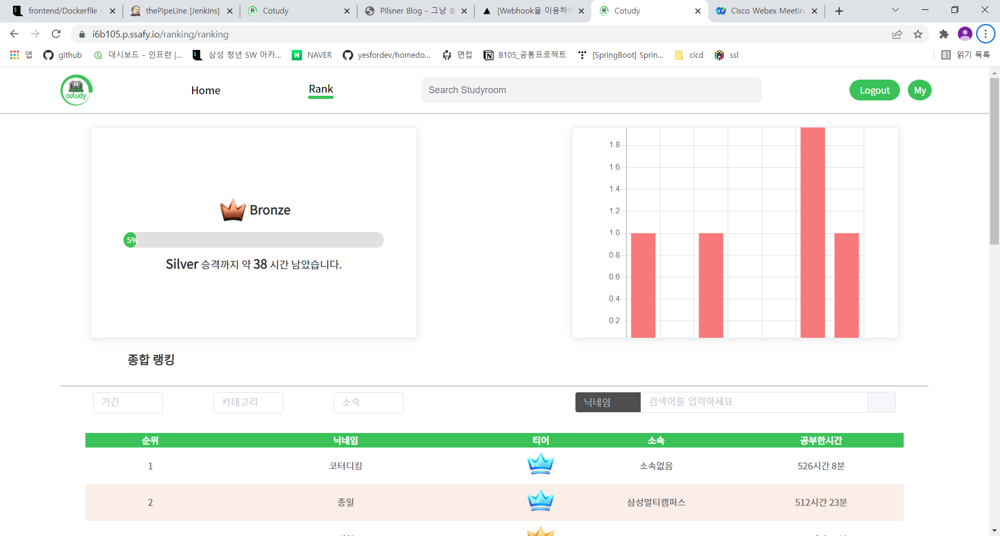 frontend/Dockerfile
thePipeLine [Jenkins]
Cotudy
Pilsner Blog - 그냥 블
[Webhook을 이용하여
Cotudy
Cisco Webex Meeting
i6b105.p.ssafy.io/ranking/ranking
앱
github
대시보드 - 인프런 |...
삼성 청년 SW 아카...
NAVER
yesfordev/homedo...
면접
B105_공통프로젝트
[SpringBoot] Sprin...
cicd
ssl
읽기 목록
cotudy
Home
Rank
Search Studyroom
Logout
My
Bronze
5%
Silver 승격까지 약 38 시간 남았습니다.
1.8
1.6
1.4
1.2
1.0
0.8
0.6
0.4
0.2
종합 랭킹
기간
카테고리
소속
닉네임
검색어를 입력하세요
순위 닉네임 티어 소속 공부한시간
1 코터디킹 소속없음 526시간 8분
2 종일 삼성멀티캠퍼스 512시간 23분